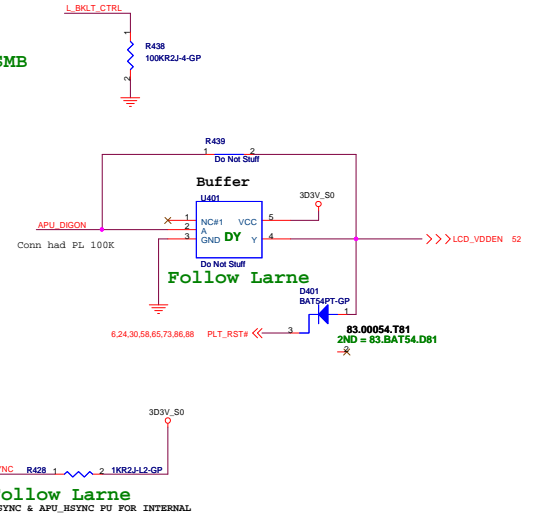 L_BKLT_CTRL
1
R438
100KR2J-4-GP
2
SMB
R439
1 2
Do Not Stuff
Buffer
U401
3D3V_S0
1 NC#1 VCC 5
APU_DIGON
2 A
3 GND DY Y 4
LCD_VDDEN 52
Conn had PL 100K
Do Not Stuff
Follow Larne
D401
BAT54PT-GP
1
6,24,30,58,65,73,86,88 PLT_RST# 3
83.00054.T81
2ND = 83.BAT54.D81
2
3D3V_S0
YNC R428 1 2 1KR2J-L2-GP
Follow Larne
SYNC & APU_HSYNC PU FOR INTERNAL